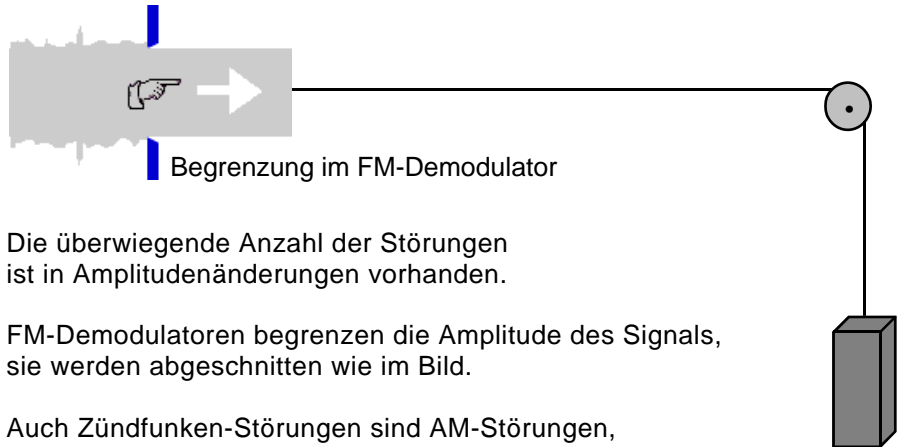 Begrenzung im FM-Demodulator
Die überwiegende Anzahl der Störungen
ist in Amplitudenänderungen vorhanden.
FM-Demodulatoren begrenzen die Amplitude des Signals,
sie werden abgeschnitten wie im Bild.
Auch Zündfunken-Störungen sind AM-Störungen,